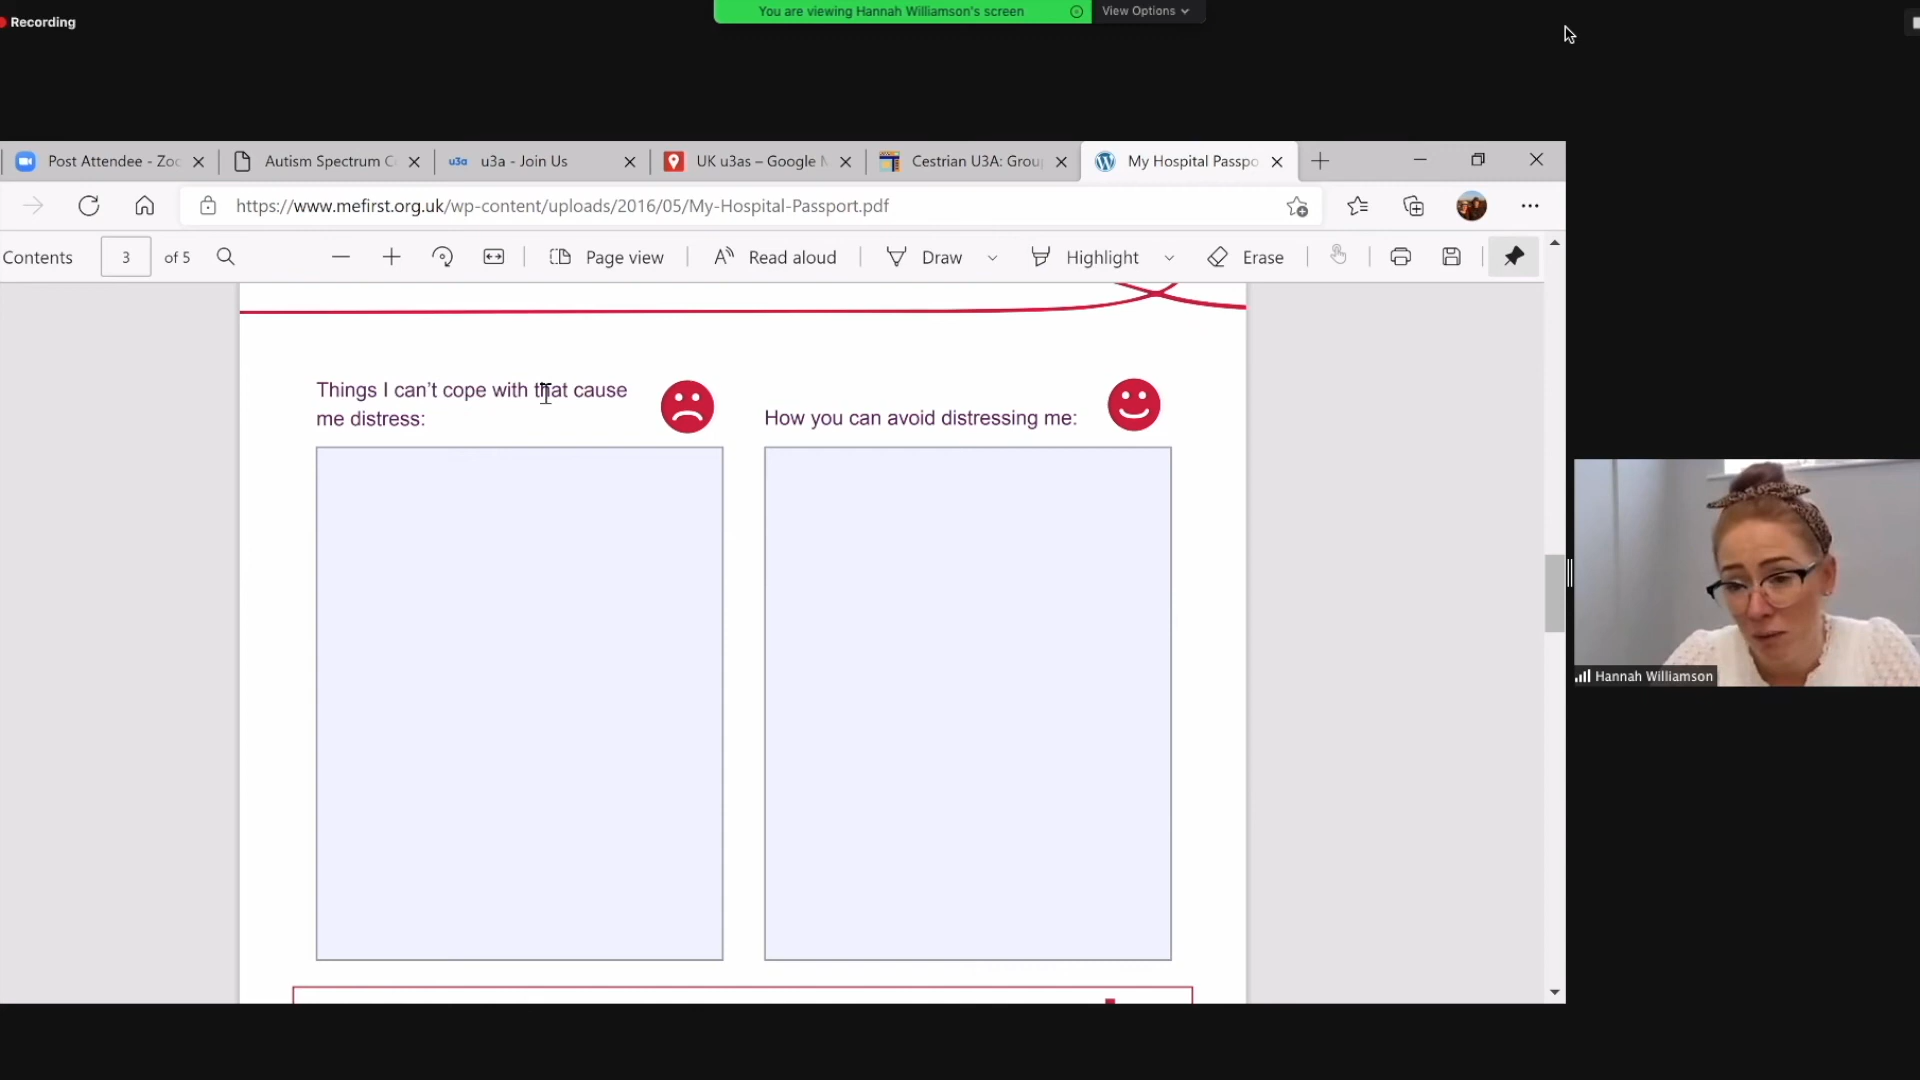 Recording
You are viewing Hannah Williamson's screen
View Options
Post Attendee - Zoo
Autism Spectrum C
u3a
u3a - Join Us
UK u3as – Google M
Cestrian U3A: Grou
My Hospital Passpo
https://www.mefirst.org.uk/wp-content/uploads/2016/05/My-Hospital-Passport.pdf
Contents
3
of 5
Page view
Read aloud
Draw
Highlight
Erase
Things I can't cope with that cause
me distress:
How you can avoid distressing me:
Hannah Williamson